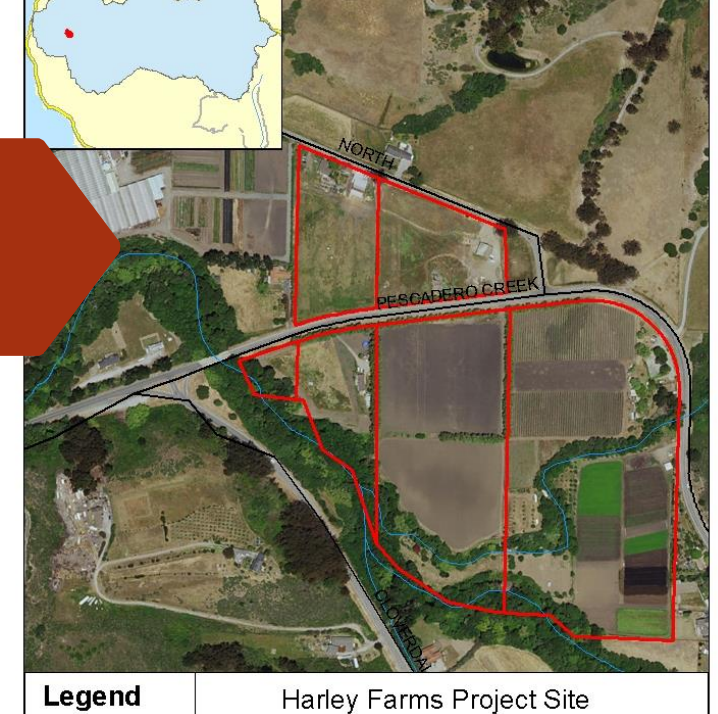 NORTH
PESCADERO CREEK
CLOVERDAL
Legend
Harley Farms Project Site